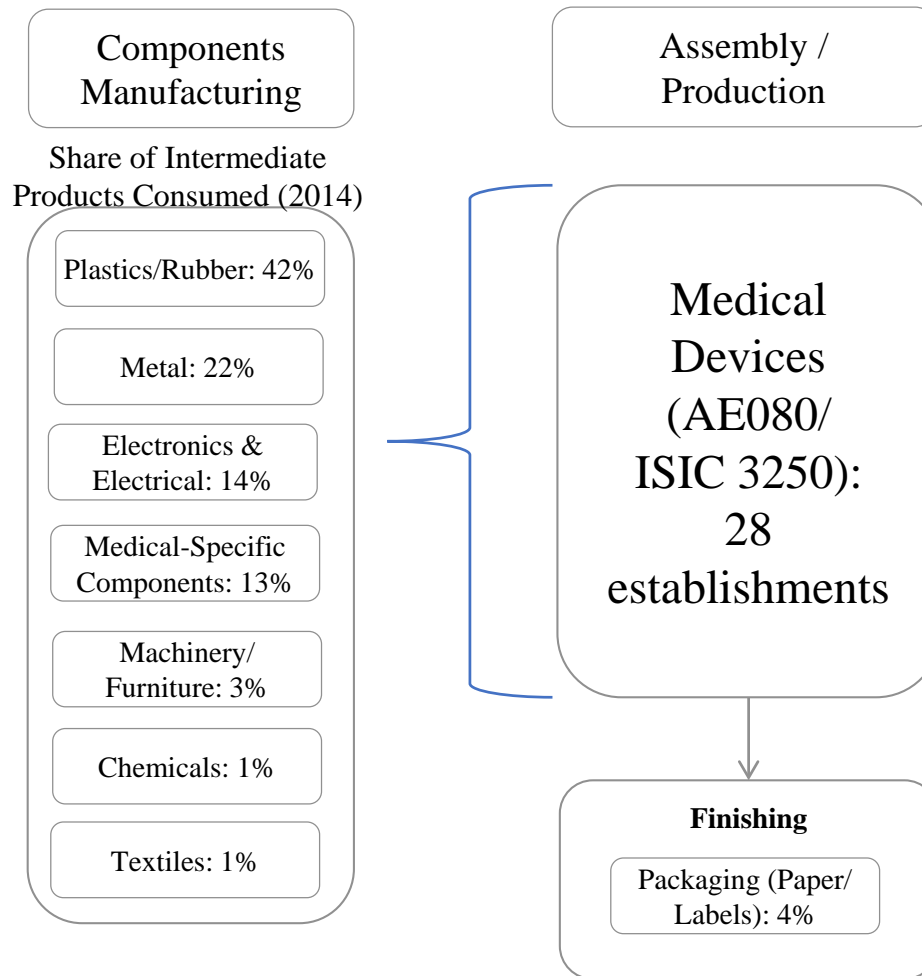 Components
Manufacturing
Share of Intermediate
Products Consumed (2014)
Plastics/Rubber: 42%
Metal: 22%
Electronics &
Electrical: 14%
Medical-Specific
Components: 13%
Machinery/
Furniture: 3%
Chemicals: 1%
Textiles: 1%
Assembly /
Production
Medical
Devices
(AE080/
ISIC 3250):
28
establishments
Finishing
Packaging (Paper/
Labels): 4%